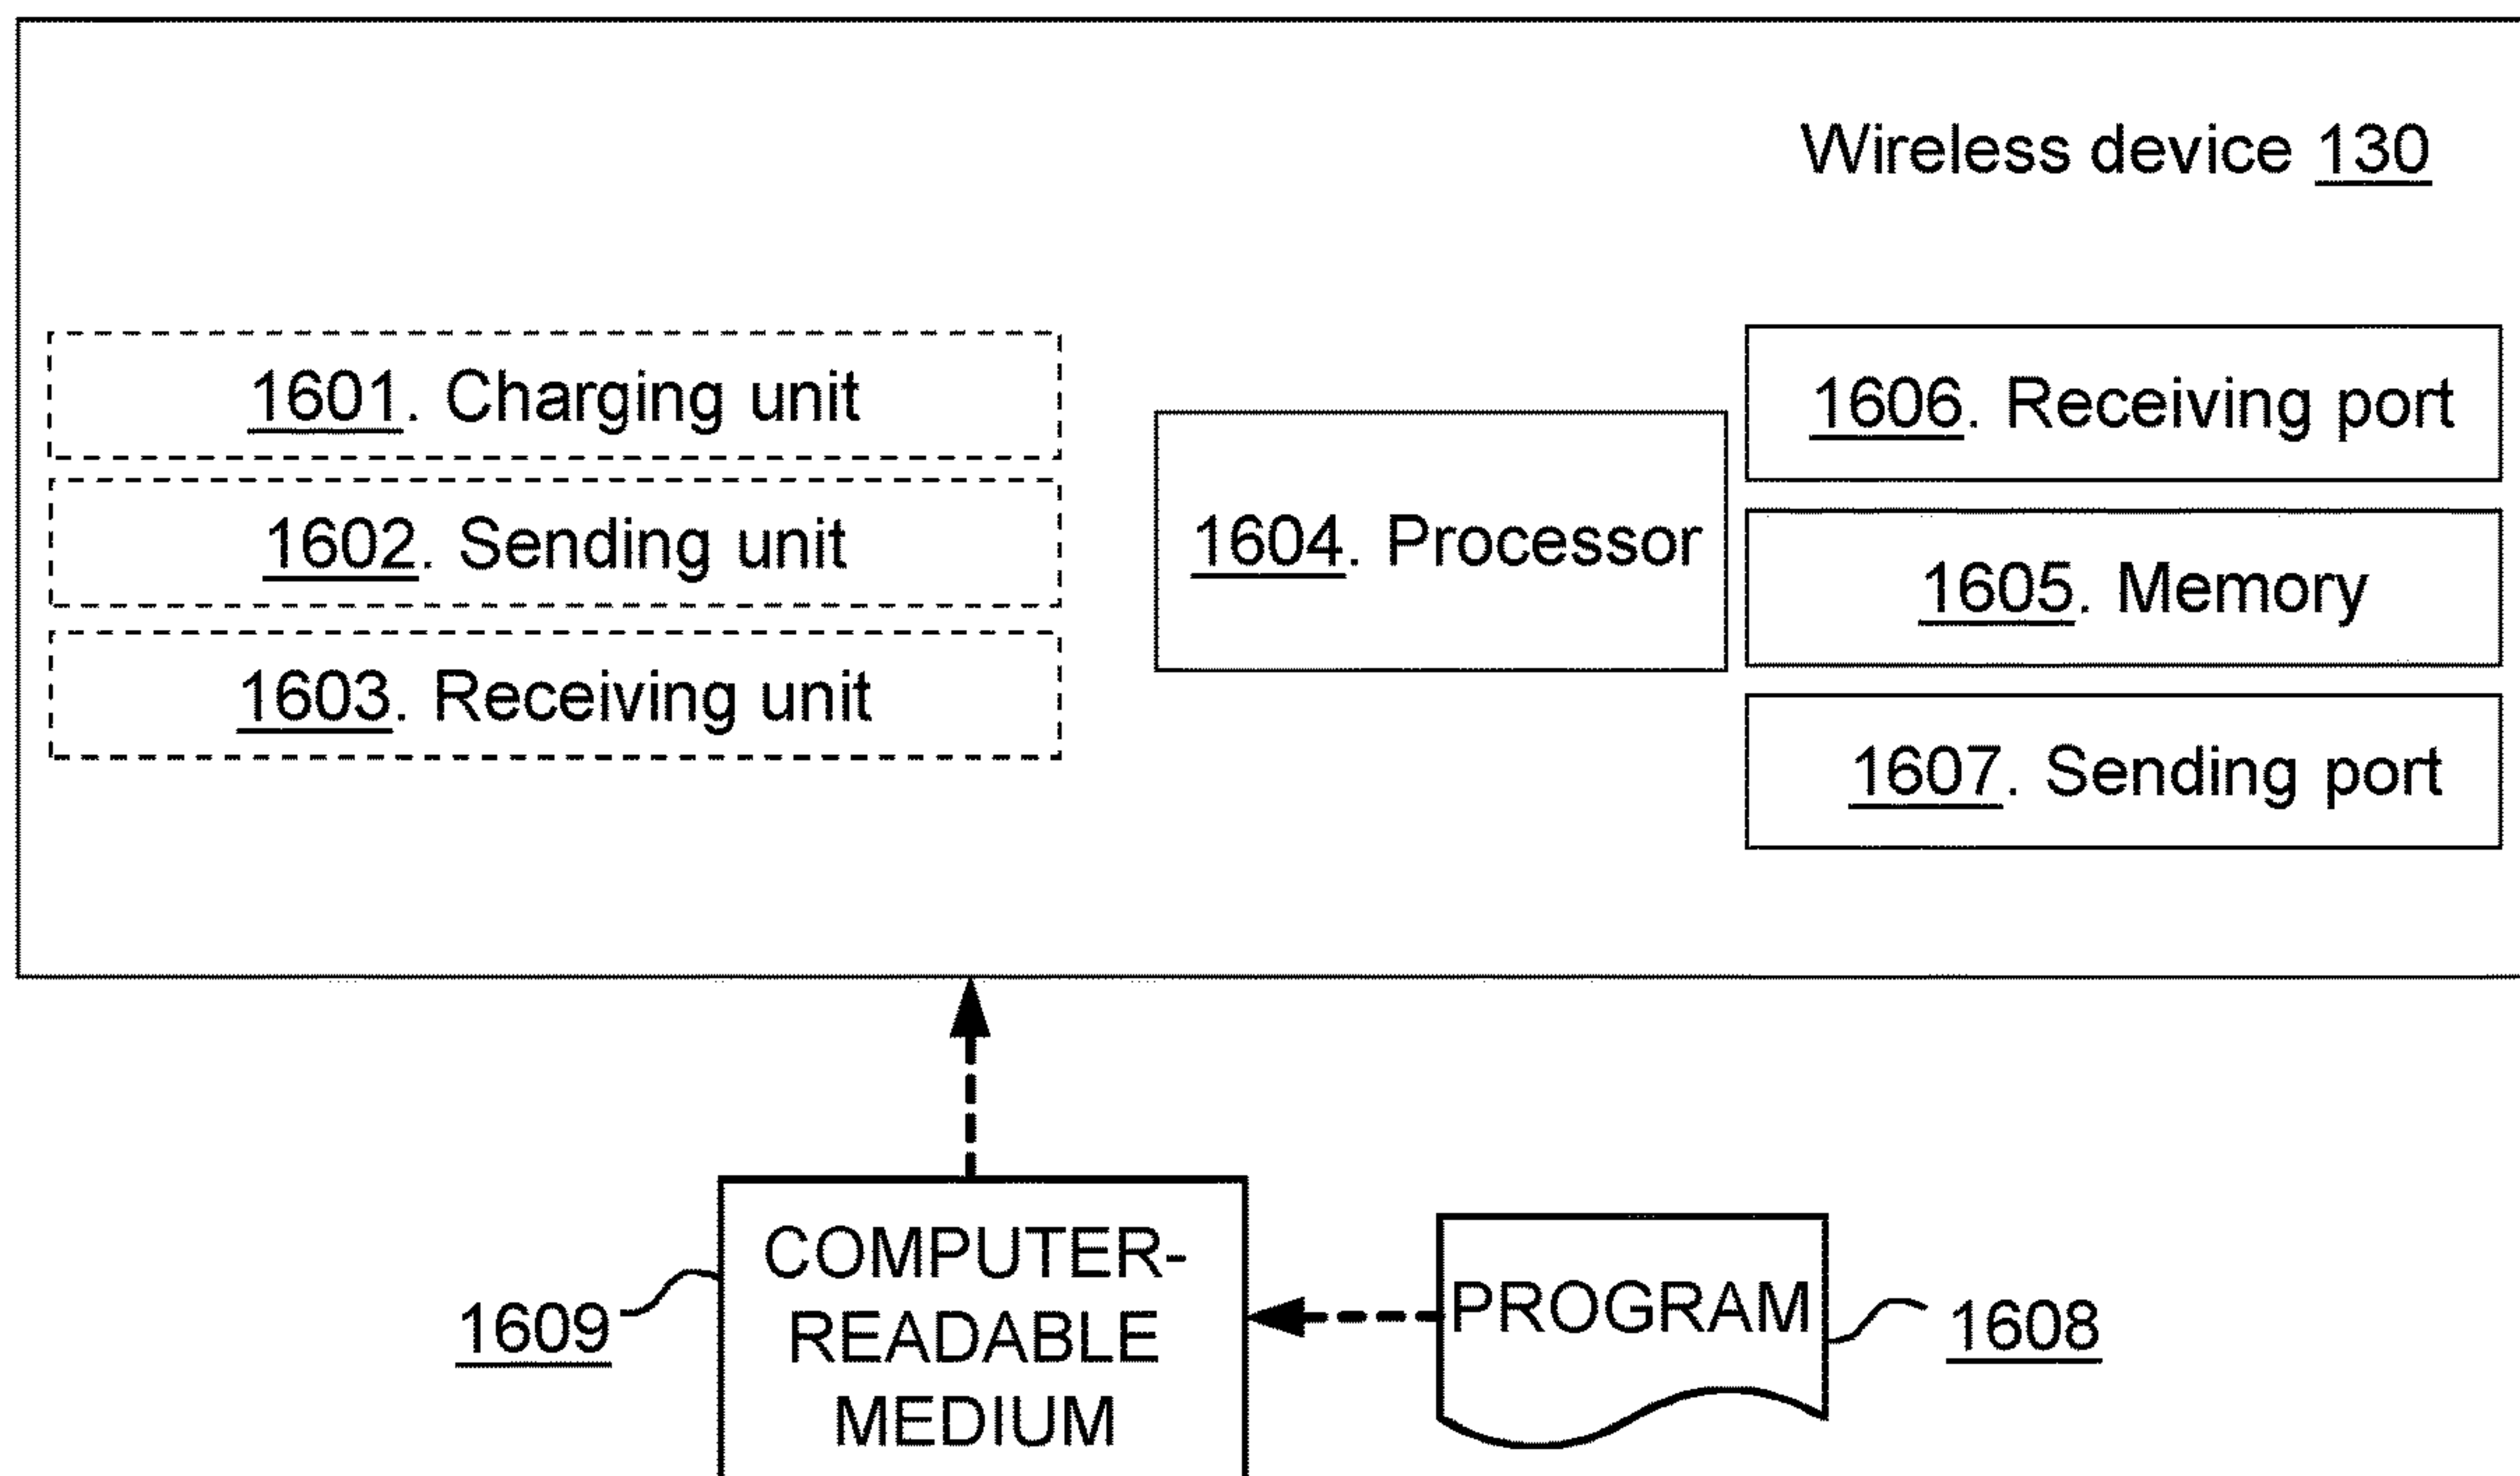 Wireless device 130
1601. Charging unit
1602. Sending unit
1603. Receiving unit
1604. Processor
1606. Receiving port
1605. Memory
1607. Sending port
1609
COMPUTER-
READABLE
MEDIUM
PROGRAM
1608